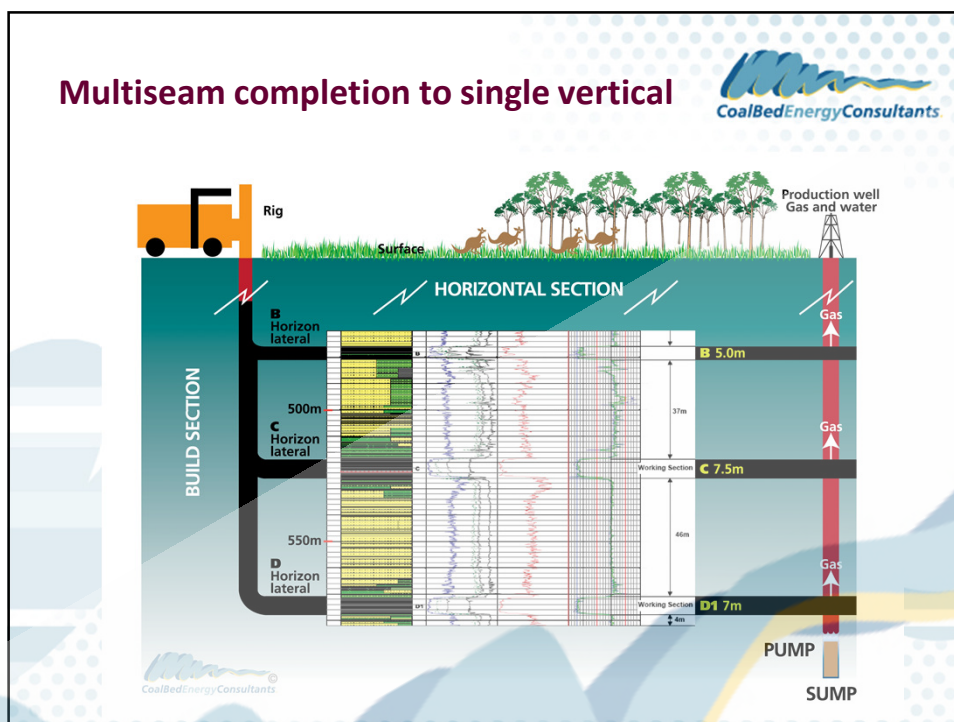 Multiseam completion to single vertical
CoalBedEnergyConsultants
Rig
Surface
Production well
Gas and water
HORIZONTAL SECTION
BUILD SECTION
B
Horizon
lateral
Gas
B
B 5.0m
500m
37m
C
Horizon
lateral
Gas
C
Working Section
C 7.5m
550m
46m
D
Horizon
lateral
Gas
D1
Working Section
D1 7m
4m
PUMP
SUMP
CoalBedEnergyConsultants
©